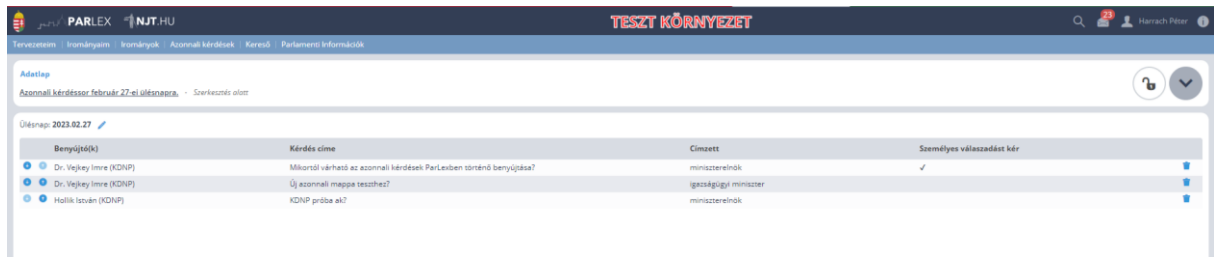 PARLEX NJT.HU TESZT KÖRNYEZET 23 Harrach Péter
Tervezeteim | Irományaim | Irományok | Azonnali kérdések | Kereső | Parlamenti Információk
Adatlap
Azonnali kérdéssor február 27-ei ülésnapra. - Szerkesztés alatt
Ülésnap: 2023.02.27
Benyújtó(k) Kérdés címe Címzett Személyes válaszadást kér
Dr. Vejkey Imre (KDNP) Mikortól várható az azonnali kérdések ParLexben történő benyújtása? miniszterelnök ✓
Dr. Vejkey Imre (KDNP) Új azonnali mappa teszthez? igazságügyi miniszter
Hollik István (KDNP) KDNP próba ak? miniszterelnök